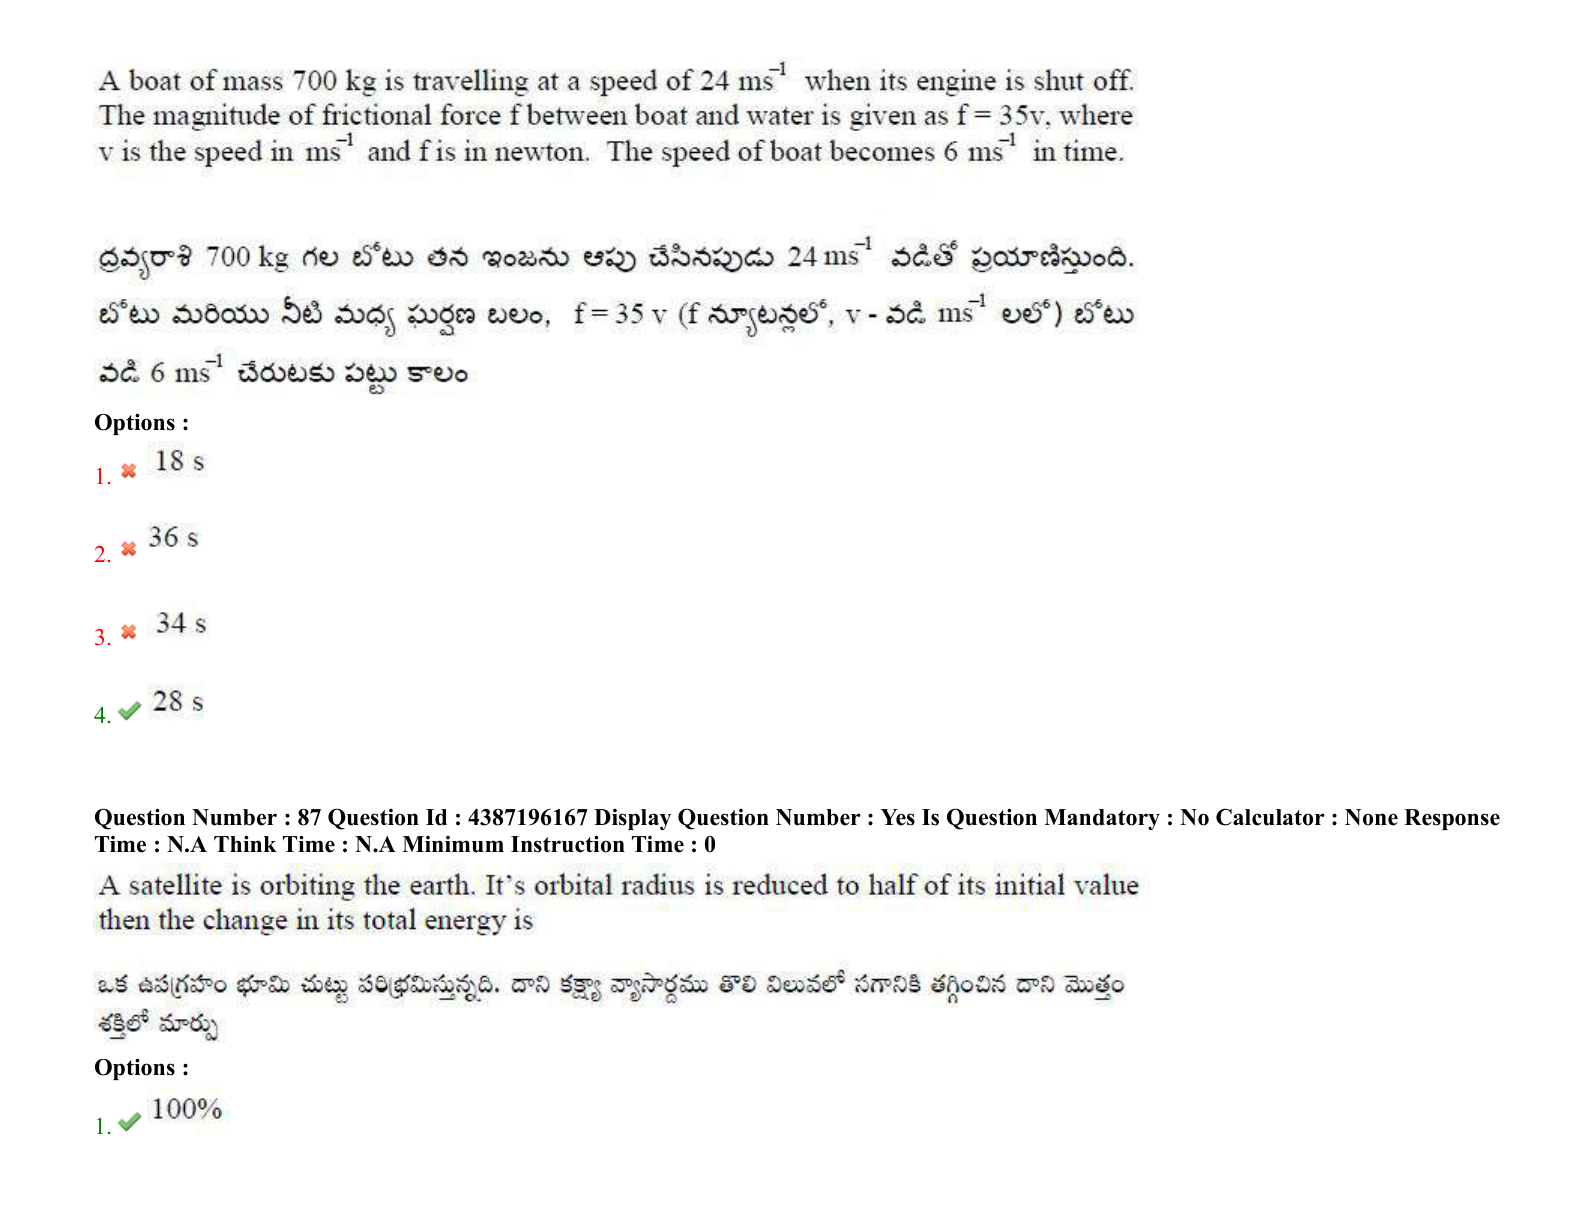 A boat of mass 700 kg is travelling at a speed of 24 ms⁻¹ when its engine is shut off.
The magnitude of frictional force f between boat and water is given as f = 35v, where
v is the speed in ms⁻¹ and f is in newton. The speed of boat becomes 6 ms⁻¹ in time.
ద్రవ్యరాశి 700 kg గల బోటు తన ఇంజను ఆపు చేసినపుడు 24 ms⁻¹ వడితో ప్రయాణిస్తుంది.
బోటు మరియు నీటి మధ్య ఘర్షణ బలం, f = 35 v (f న్యూటన్లలో, v - వడి ms⁻¹ లలో) బోటు
వడి 6 ms⁻¹ చేరుటకు పట్టు కాలం
Options :
1. 18 s
2. 36 s
3. 34 s
4. 28 s
Question Number : 87 Question Id : 4387196167 Display Question Number : Yes Is Question Mandatory : No Calculator : None Response
Time : N.A Think Time : N.A Minimum Instruction Time : 0
A satellite is orbiting the earth. It's orbital radius is reduced to half of its initial value
then the change in its total energy is
ఒక ఉపగ్రహం భూమి చుట్టు పరిభ్రమిస్తున్నది. దాని కక్ష్యా వ్యాసార్దము తొలి విలువలో సగానికి తగ్గించిన దాని మొత్తం
శక్తిలో మార్పు
Options :
1. 100%